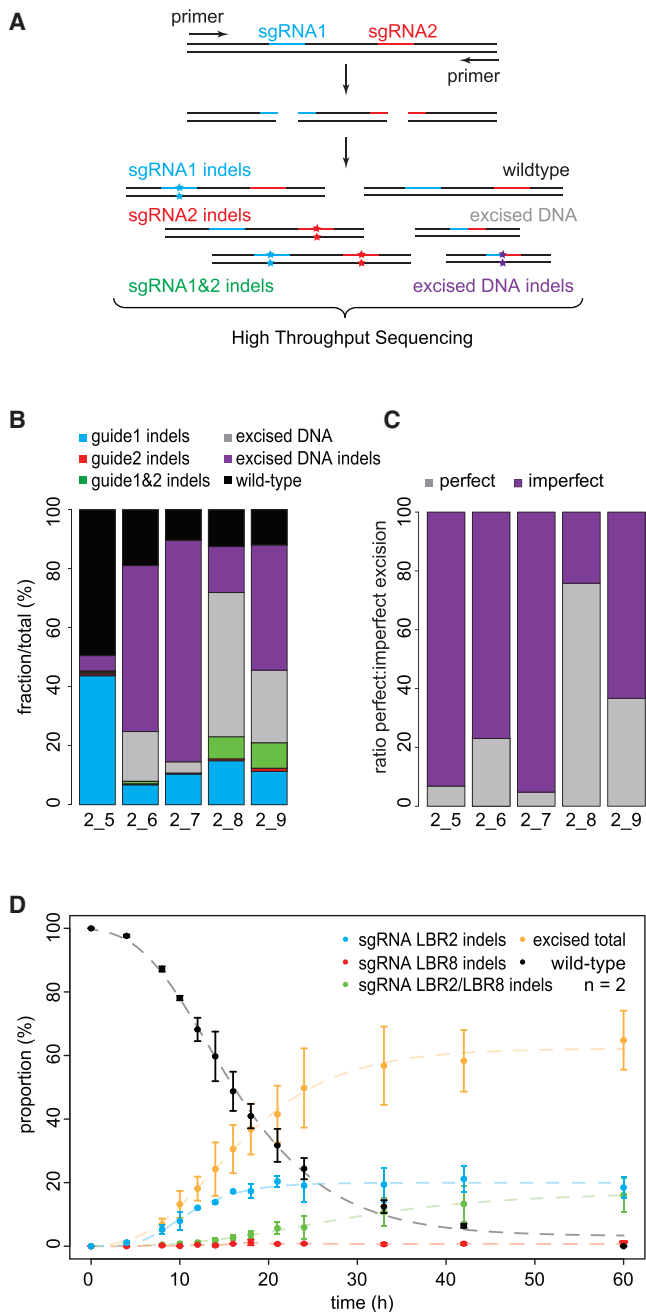 A
primer
sgRNA1
sgRNA2
primer
sgRNA1 indels
wildtype
sgRNA2 indels
excised DNA
sgRNA1&2 indels
excised DNA indels
High Throughput Sequencing
B
guide1 indels
excised DNA
guide2 indels
excised DNA indels
guide1&2 indels
wild-type
fraction/total (%)
100
80
60
40
20
0
2_5 2_6 2_7 2_8 2_9
C
perfect
imperfect
ratio perfect:imperfect excision
100
80
60
40
20
0
2_5 2_6 2_7 2_8 2_9
D
sgRNA LBR2 indels
excised total
sgRNA LBR8 indels
wild-type
sgRNA LBR2/LBR8 indels
n = 2
proportion (%)
100
80
60
40
20
0
0 10 20 30 40 50 60
time (h)